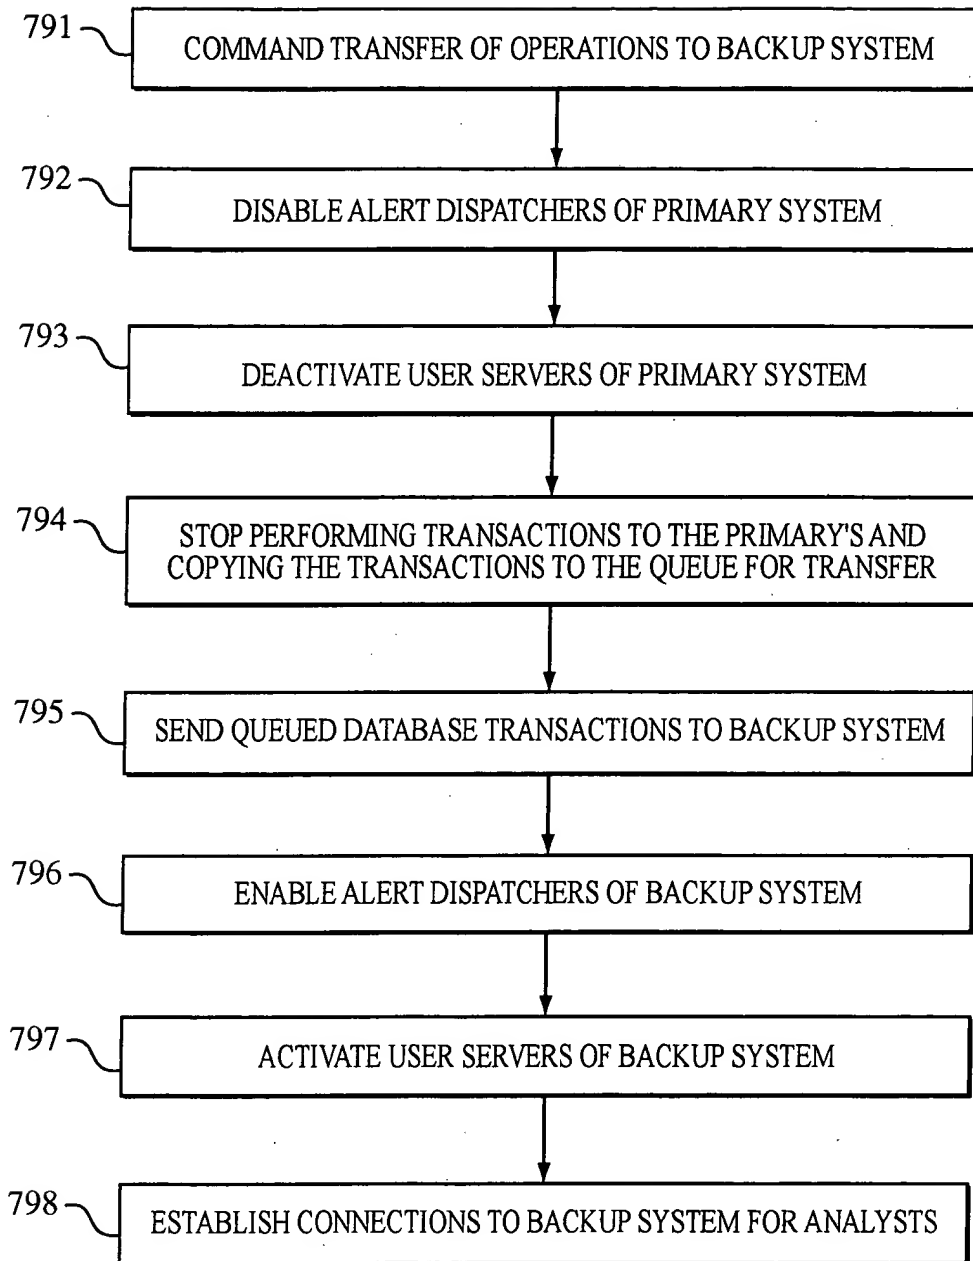 791
COMMAND TRANSFER OF OPERATIONS TO BACKUP SYSTEM
792
DISABLE ALERT DISPATCHERS OF PRIMARY SYSTEM
793
DEACTIVATE USER SERVERS OF PRIMARY SYSTEM
794
STOP PERFORMING TRANSACTIONS TO THE PRIMARY'S AND
COPYING THE TRANSACTIONS TO THE QUEUE FOR TRANSFER
795
SEND QUEUED DATABASE TRANSACTIONS TO BACKUP SYSTEM
796
ENABLE ALERT DISPATCHERS OF BACKUP SYSTEM
797
ACTIVATE USER SERVERS OF BACKUP SYSTEM
798
ESTABLISH CONNECTIONS TO BACKUP SYSTEM FOR ANALYSTS